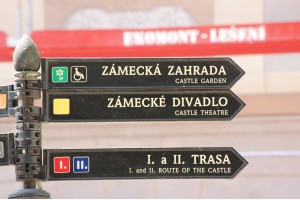 EKOMONT - LEŠENÍ
ZÁMECKÁ ZAHRADA
CASTLE GARDEN
ZÁMECKÉ DIVADLO
CASTLE THEATRE
I. II. I. a II. TRASA
I. and II. ROUTE OF THE CASTLE